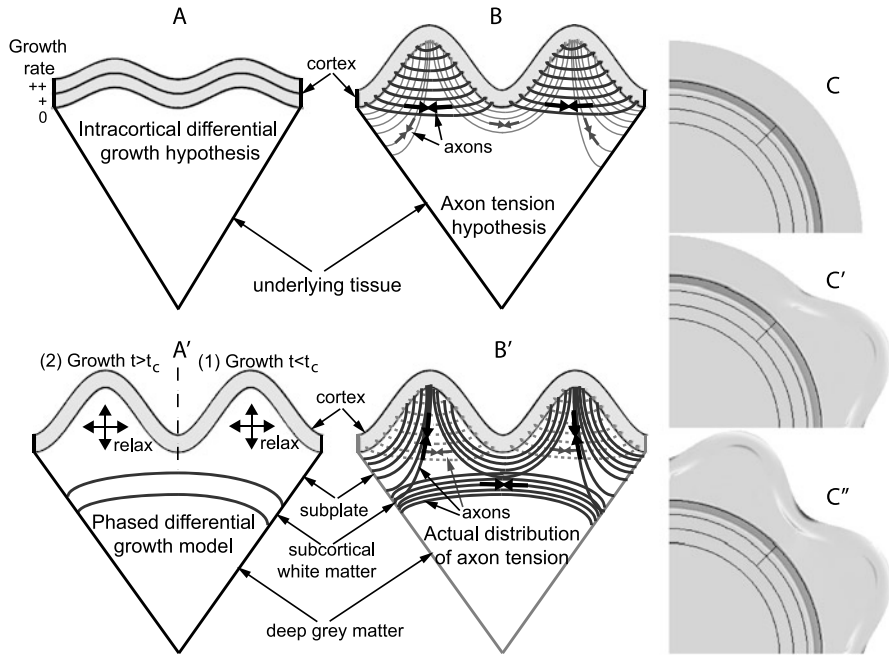 A
Growth
rate
++
+
0
Intracortical differential
growth hypothesis
cortex
B
axons
Axon tension
hypothesis
underlying tissue
C
C'
C"
A'
(2) Growth t>tc
(1) Growth t<tc
relax
relax
Phased differential
growth model
cortex
subplate
subcortical
white matter
deep grey matter
B'
axons
Actual distribution
of axon tension